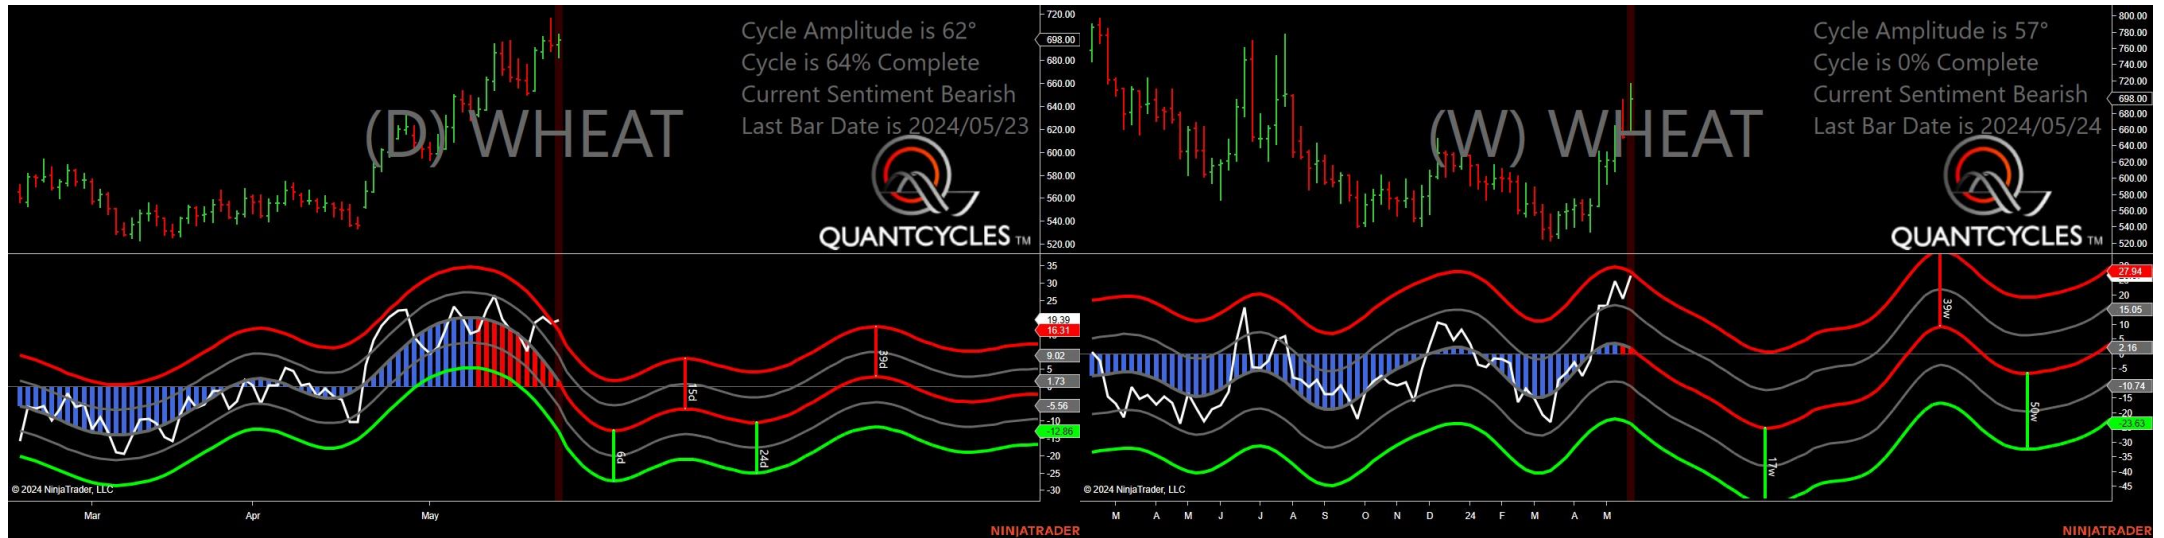 Cycle Amplitude is 62°
Cycle is 64% Complete
Current Sentiment Bearish
Last Bar Date is 2024/05/23
(D) WHEAT
QUANTCYCLES TM
720.00
698.00
680.00
660.00
640.00
620.00
600.00
580.00
560.00
540.00
520.00
35
30
25
19.39
16.31
9.02
5
1.73
-5.56
-10
-12.86
-15
-20
-25
-30
6d
15d
24d
39d
© 2024 NinjaTrader, LLC
Mar
Apr
May
NINJATRADER
Cycle Amplitude is 57°
Cycle is 0% Complete
Current Sentiment Bearish
Last Bar Date is 2024/05/24
(W) WHEAT
QUANTCYCLES TM
800.00
780.00
760.00
740.00
720.00
698.00
680.00
660.00
640.00
620.00
600.00
580.00
560.00
540.00
520.00
27.94
20
15.05
10
2.16
-5
-10.74
-15
-20
-23.63
-30
-35
-40
-45
17w
39w
50w
© 2024 NinjaTrader, LLC
M A M J J A S O N D 24 F M A M
NINJATRADER